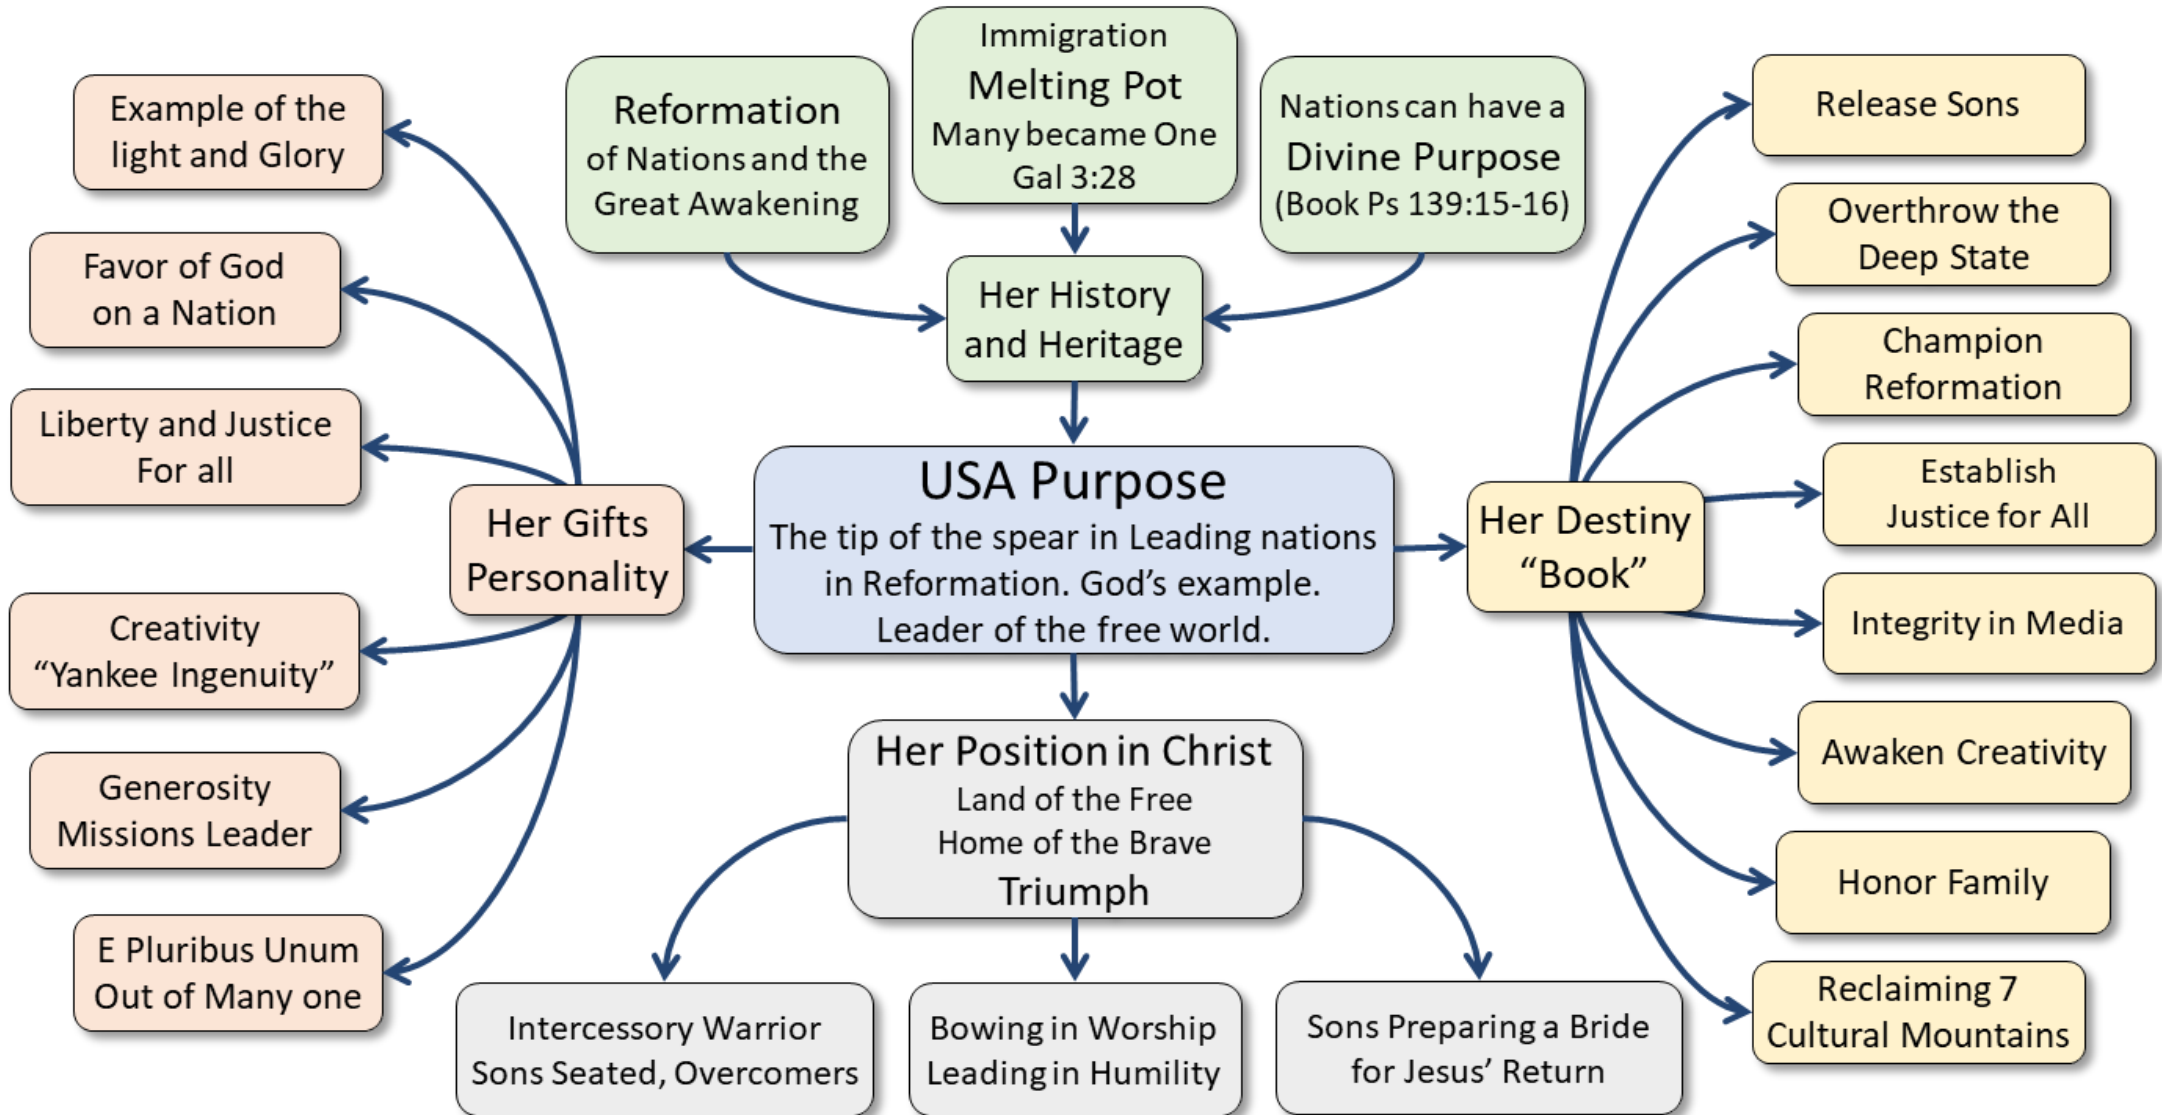 Immigration
Melting Pot
Many became One
Gal 3:28
Reformation
of Nations and the
Great Awakening
Nations can have a
Divine Purpose
(Book Ps 139:15-16)
Her History
and Heritage
USA Purpose
The tip of the spear in Leading nations
in Reformation. God’s example.
Leader of the free world.
Her Gifts
Personality
Example of the
light and Glory
Favor of God
on a Nation
Liberty and Justice
For all
Creativity
“Yankee Ingenuity”
Generosity
Missions Leader
E Pluribus Unum
Out of Many one
Her Destiny
“Book”
Release Sons
Overthrow the
Deep State
Champion
Reformation
Establish
Justice for All
Integrity in Media
Awaken Creativity
Honor Family
Reclaiming 7
Cultural Mountains
Her Position in Christ
Land of the Free
Home of the Brave
Triumph
Intercessory Warrior
Sons Seated, Overcomers
Bowing in Worship
Leading in Humility
Sons Preparing a Bride
for Jesus’ Return